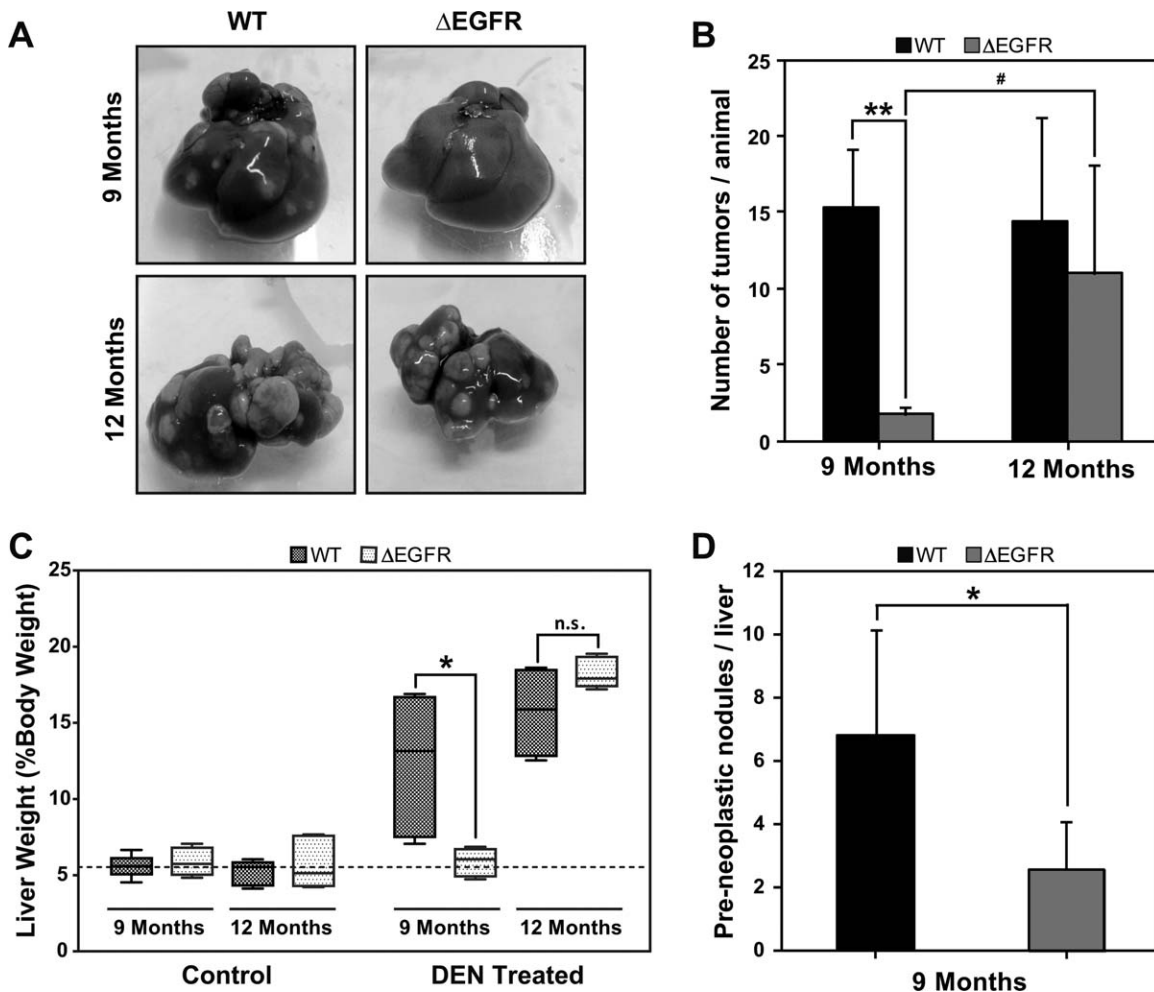 A
WT
ΔEGFR
9 Months
12 Months
B
WT ΔEGFR
Number of tumors / animal
25
20
15
10
5
0
**
#
9 Months 12 Months
C
WT ΔEGFR
Liver Weight (%Body Weight)
25
20
15
10
5
0
*
n.s.
9 Months 12 Months 9 Months 12 Months
Control DEN Treated
D
WT ΔEGFR
Pre-neoplastic nodules / liver
12
10
8
6
4
2
0
*
9 Months